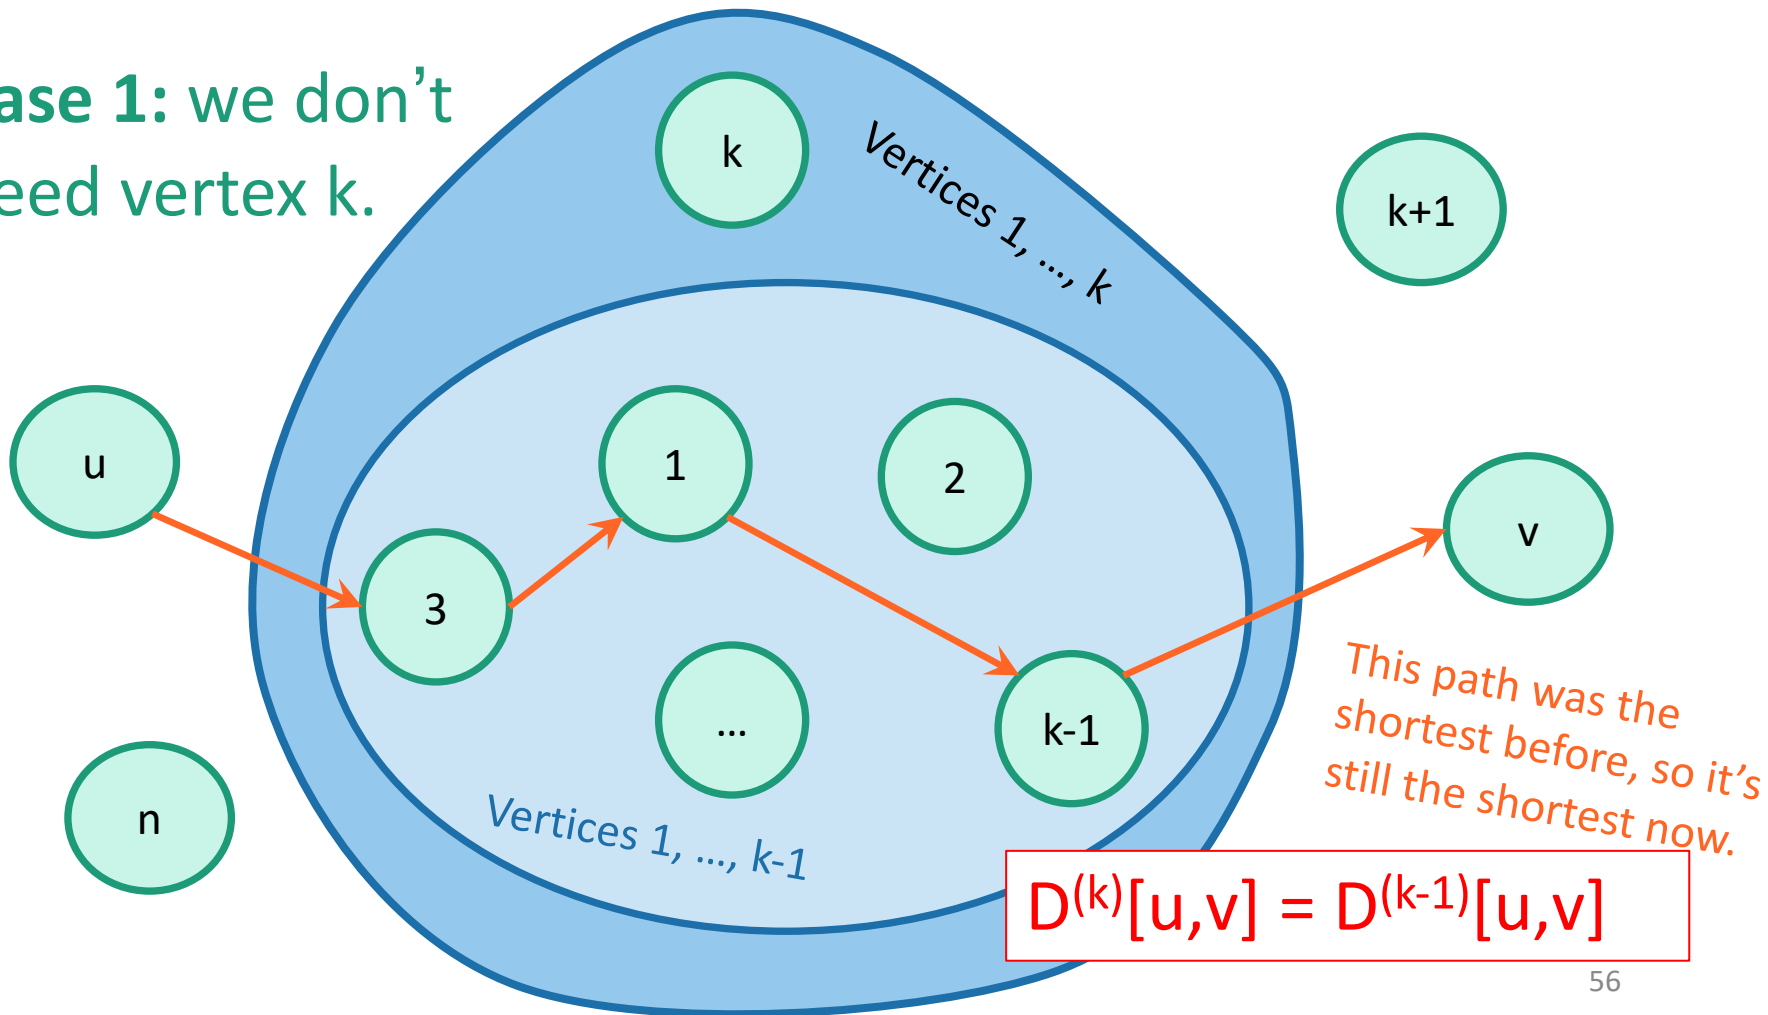 ase 1: we don't
eed vertex k.
k
Vertices 1, ..., k
k+1
u
1
2
v
3
...
k-1
n
Vertices 1, ..., k-1
This path was the
shortest before, so it's
still the shortest now.
D(k)[u,v] = D(k-1)[u,v]
56